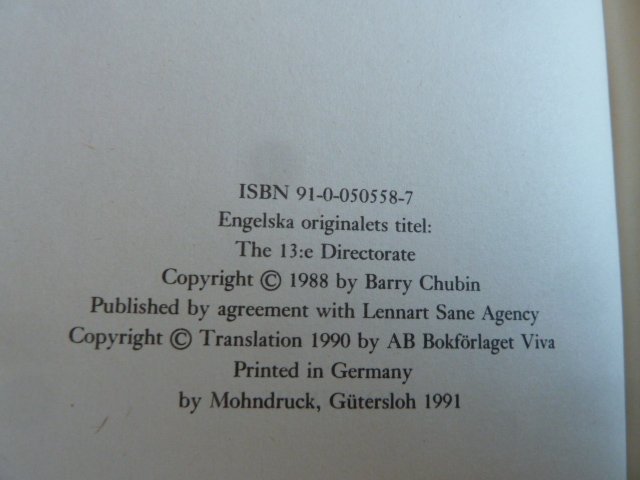 ISBN 91-0-050558-7
Engelska originalets titel:
The 13:e Directorate
Copyright © 1988 by Barry Chubin
Published by agreement with Lennart Sane Agency
Copyright © Translation 1990 by AB Bokförlaget Viva
Printed in Germany
by Mohndruck, Gütersloh 1991